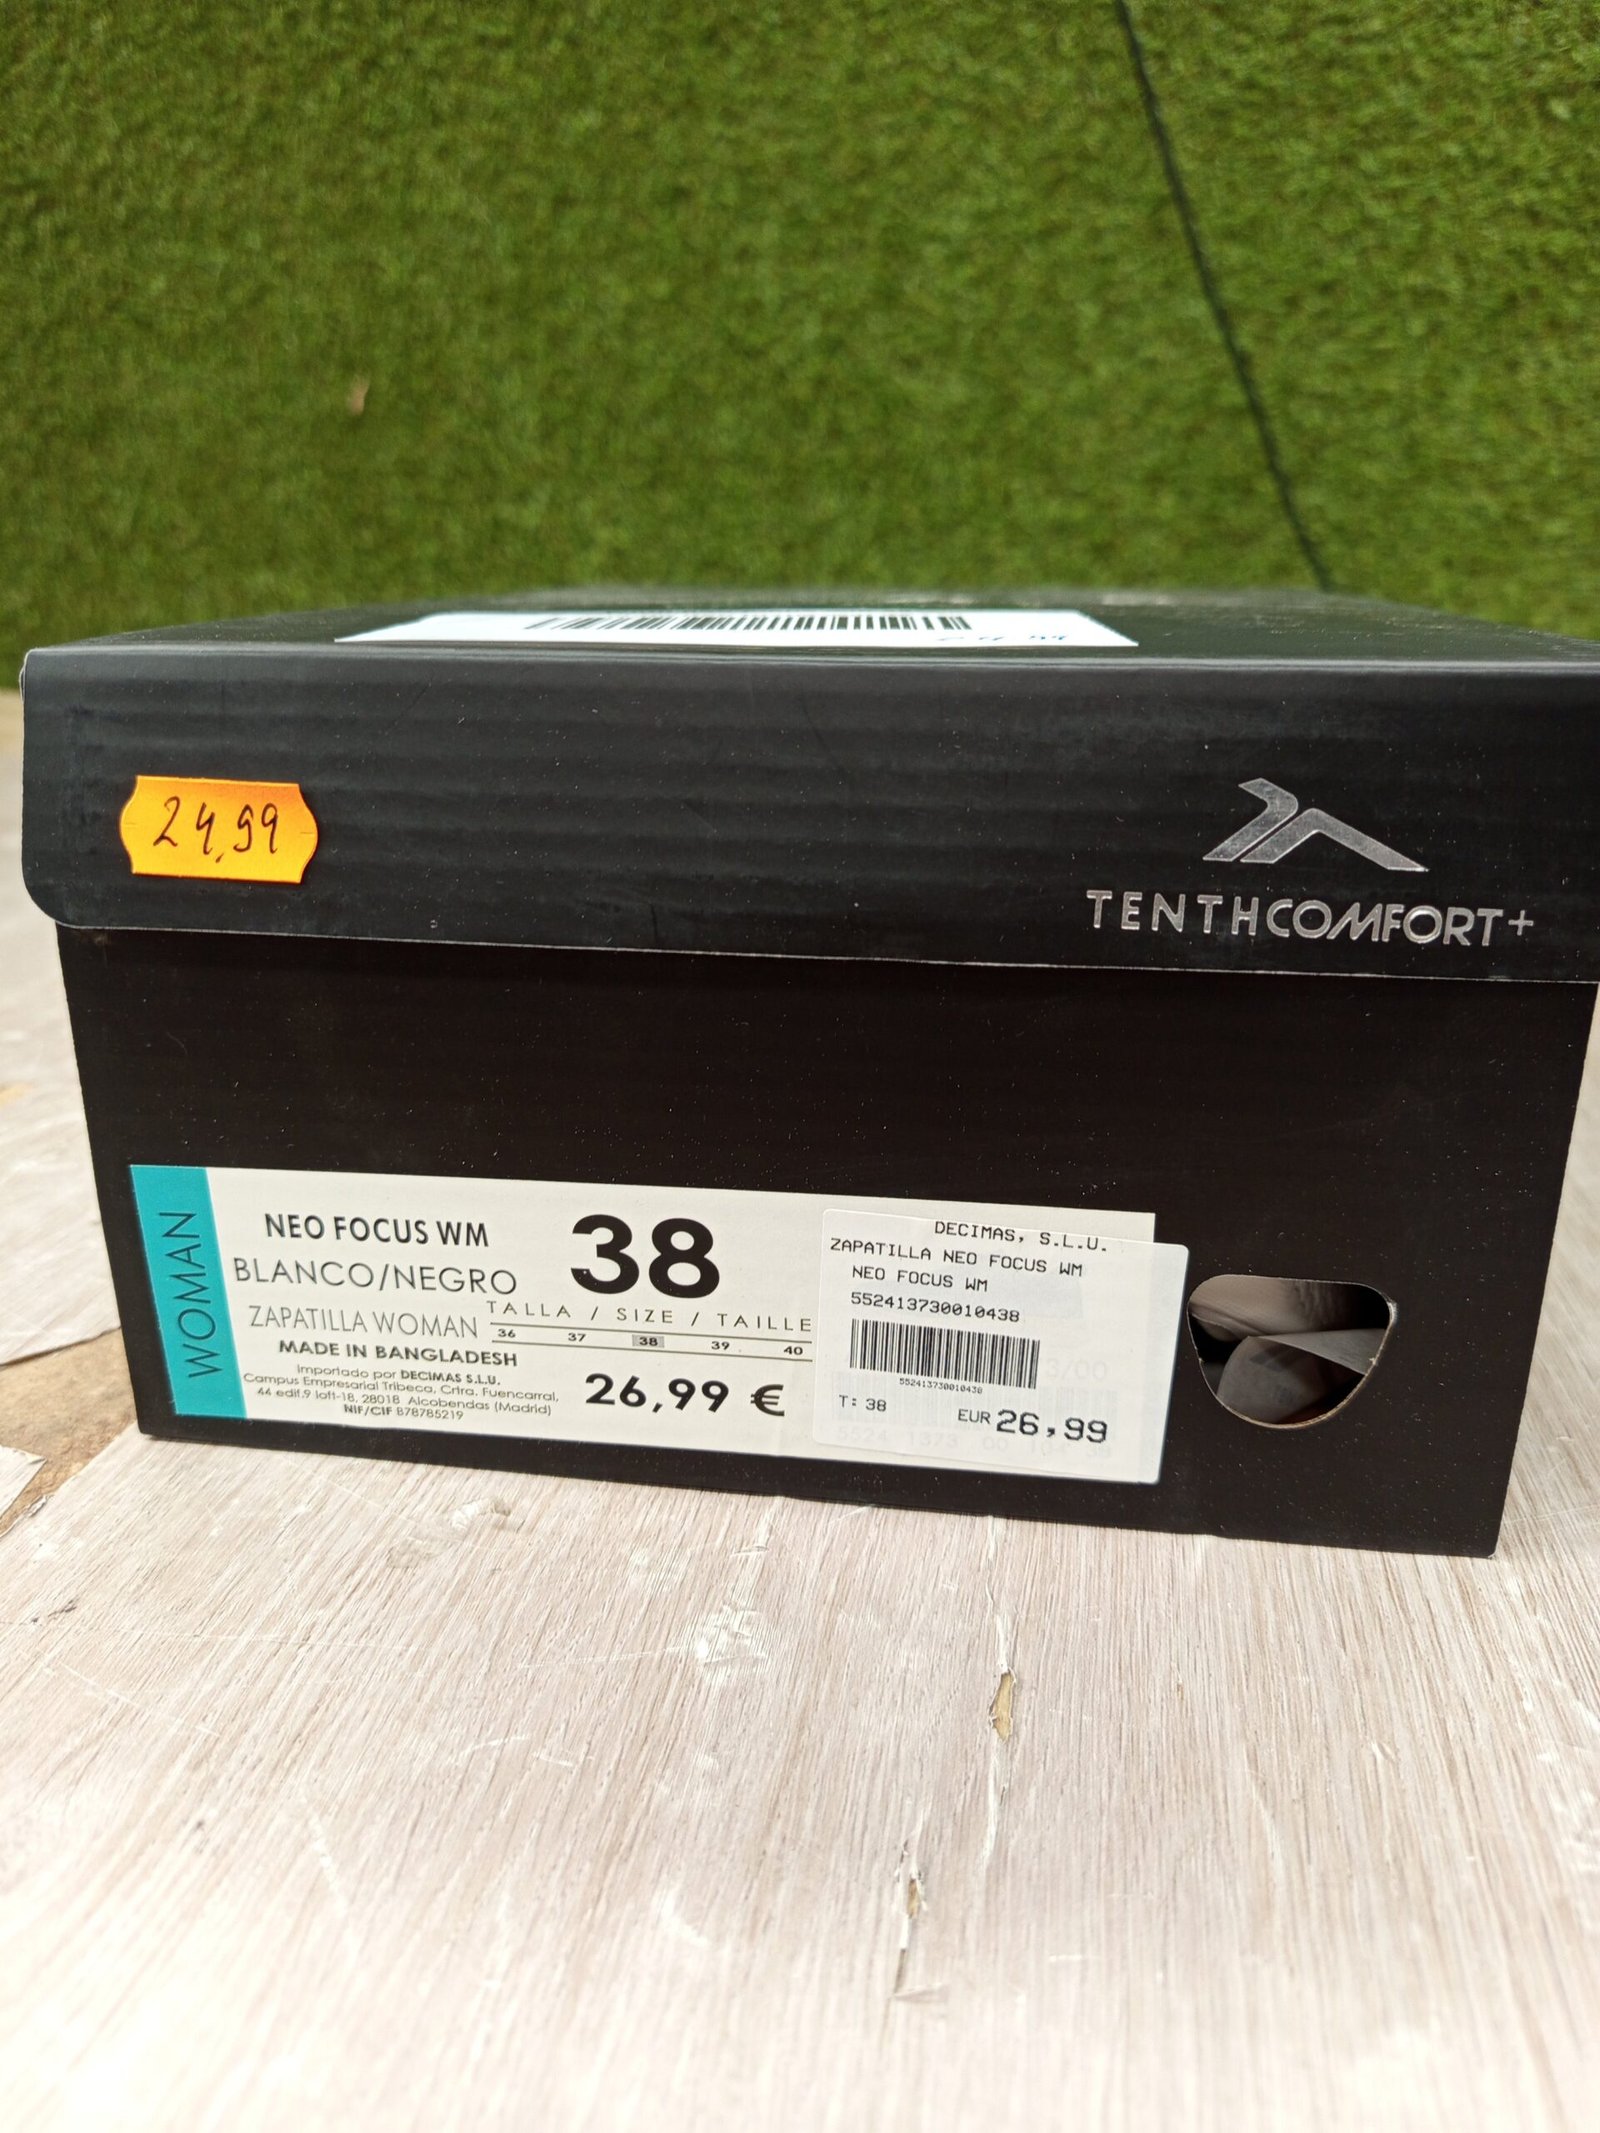 24,99
TENTHCOMFORT+
WOMAN
NEO FOCUS WM
BLANCO/NEGRO
ZAPATILLA WOMAN
MADE IN BANGLADESH
Importado por DECIMAS S.L.U.
Campus Empresarial Tribeca, Crtra. Fuencarral,
44 edif.9 loft-18, 28018 Alcobendas (Madrid)
NIF/CIF B78785219
38
TALLA / SIZE / TAILLE
36 37 38 39 40
26,99 €
DECIMAS, S.L.U.
ZAPATILLA NEO FOCUS WM
NEO FOCUS WM
552413730010438
552413730010438
T: 38
EUR 26,99